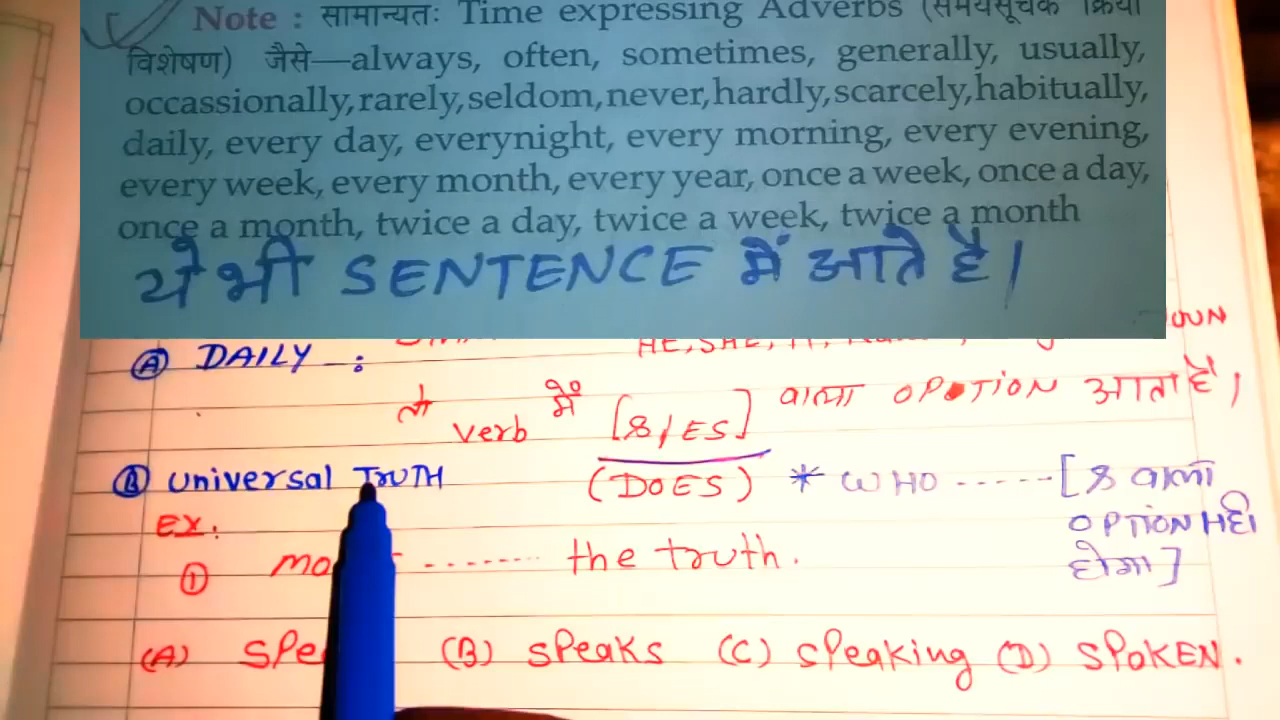 Note : सामान्यतः Time expressing Adverbs (समयसूचक क्रिया
विशेषण) जैसे—always, often, sometimes, generally, usually,
occassionally, rarely, seldom, never, hardly, scarcely, habitually,
daily, every day, everynight, every morning, every evening,
every week, every month, every year, once a week, once a day,
once a month, twice a day, twice a week, twice a month
ये भी SENTENCE में आते है।
(A) DAILY :
HE, SHE, IT,
तो verb में [S/ES] वाला OPOTION आता है।
(B) universal TRUTH (DOES) * WHO ------[S वाला
OPTION नही
होगा]
EX:
(1) ------- the truth.
(A) (B) speaks (C) speaking (D) SPOKEN.